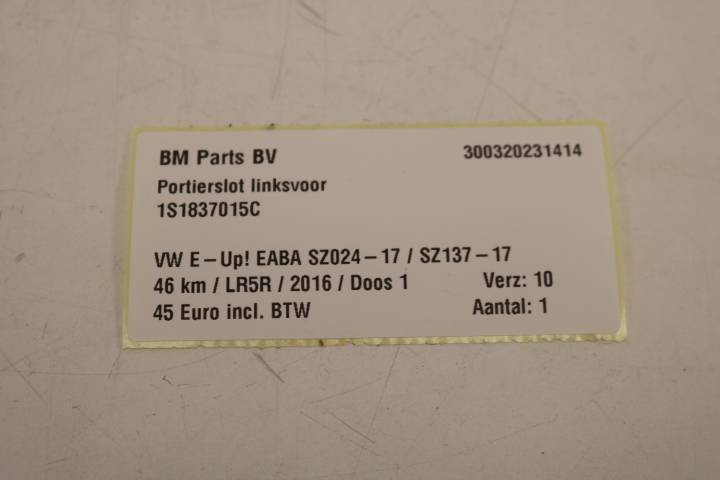 BM Parts BV 300320231414
Portierslot linksvoor
1S1837015C
VW E-Up! EABA SZ024-17 / SZ137-17
46 km / LR5R / 2016 / Doos 1 Verz: 10
45 Euro incl. BTW Aantal: 1